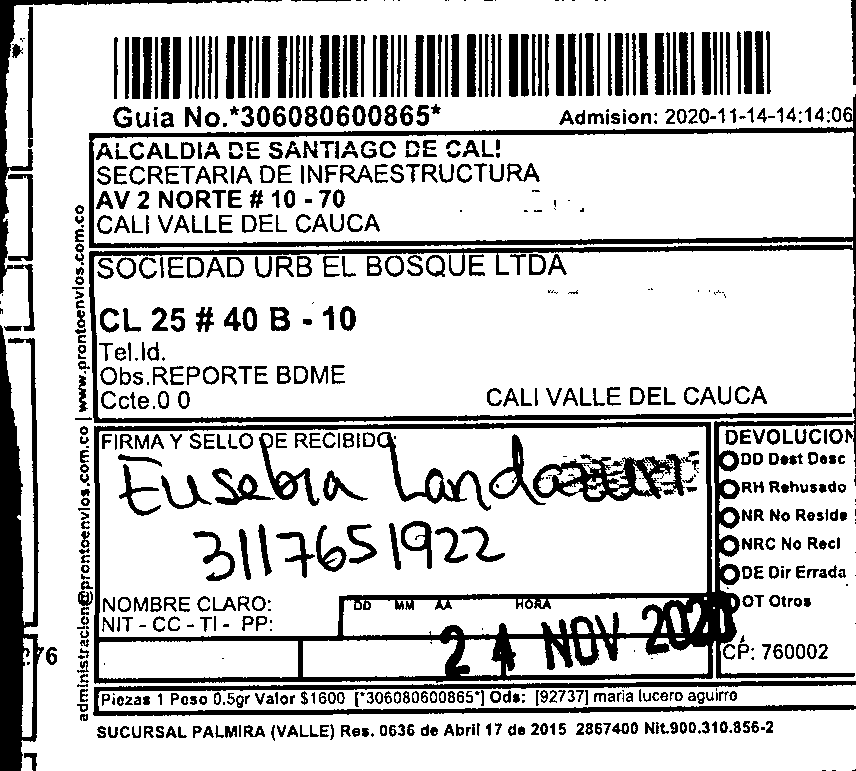 Guia No.*306080600865*
Admision: 2020-11-14-14:14:06
ALCALDIA DE SANTIAGO DE CALI
SECRETARIA DE INFRAESTRUCTURA
AV 2 NORTE # 10 - 70
CALI VALLE DEL CAUCA
SOCIEDAD URB EL BOSQUE LTDA
CL 25 # 40 B - 10
Tel.Id.
Obs.REPORTE BDME
Ccte.0 0
CALI VALLE DEL CAUCA
www.prontoenvios.com.co
administracion@prontoenvios.com.co
FIRMA Y SELLO DE RECIBIDO:
Eusebia Landazuri
3117651922
NOMBRE CLARO:
NIT - CC - TI - PP:
DD MM AA HORA
24 NOV 2020
DEVOLUCION
DD Dest Desc
RH Rehusado
NR No Reside
NRC No Recl
DE Dir Errada
OT Otros
CP: 760002
76
Piezas 1 Peso 0.5gr Valor $1600 [*306080600865*] Ods: [92737] maria lucero aguirre
SUCURSAL PALMIRA (VALLE) Res. 0636 de Abril 17 de 2015 2867400 Nit.900.310.856-2